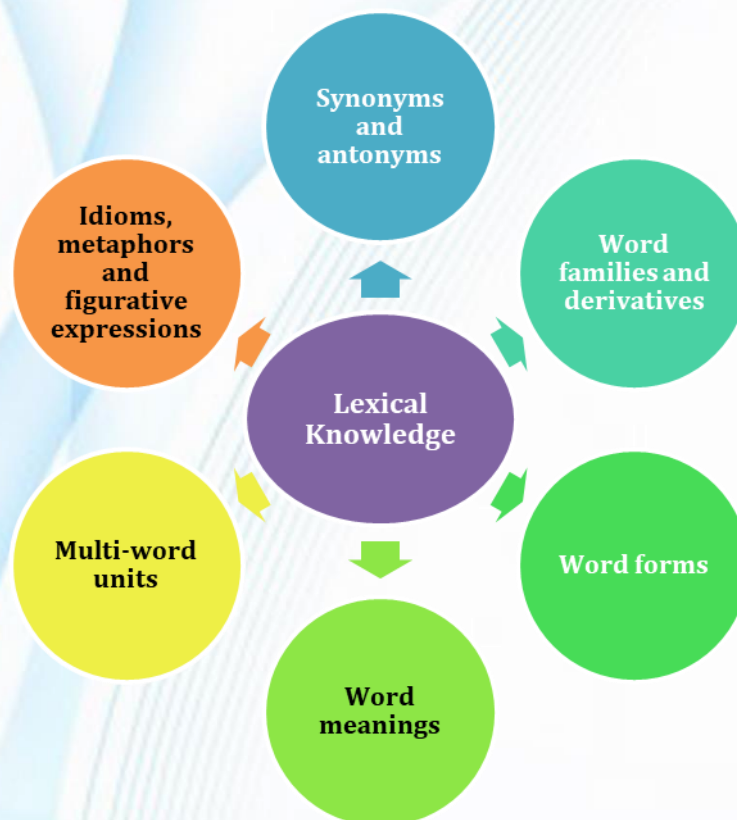 Synonyms
and
antonyms
Word
families and
derivatives
Word forms
Word
meanings
Multi-word
units
Idioms,
metaphors
and
figurative
expressions
Lexical
Knowledge